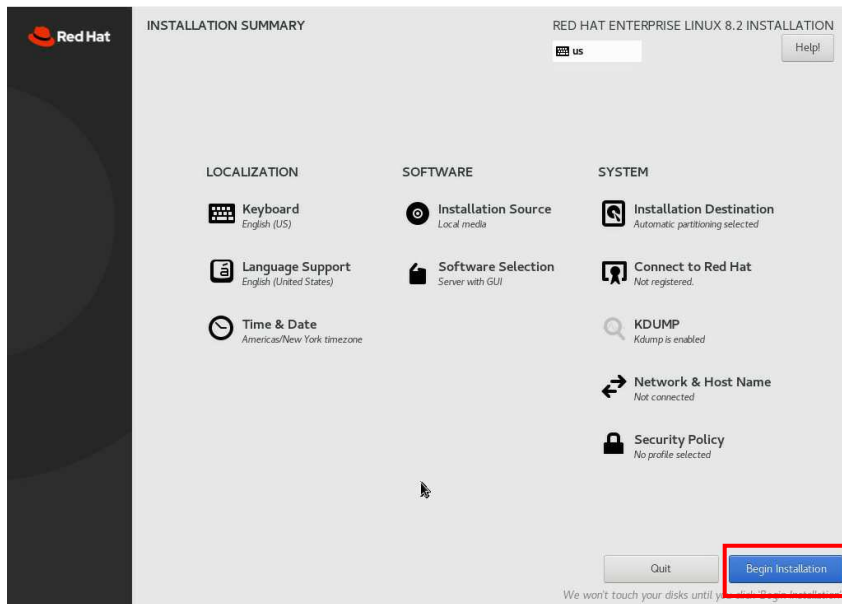 Red Hat
INSTALLATION SUMMARY
RED HAT ENTERPRISE LINUX 8.2 INSTALLATION
us
Help!
LOCALIZATION
Keyboard
English (US)
Language Support
English (United States)
Time & Date
Americas/New York timezone
SOFTWARE
Installation Source
Local media
Software Selection
Server with GUI
SYSTEM
Installation Destination
Automatic partitioning selected
Connect to Red Hat
Not registered.
KDUMP
Kdump is enabled
Network & Host Name
Not connected
Security Policy
No profile selected
Quit
Begin Installation
We won't touch your disks until you click 'Begin Installation'